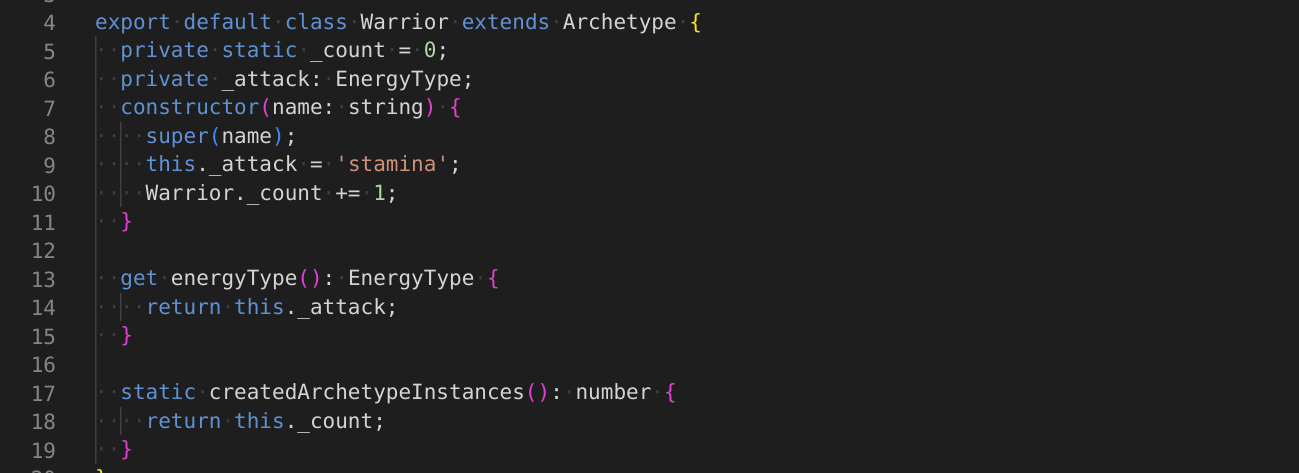 4 export default class Warrior extends Archetype {
5   private static _count = 0;
6   private _attack: EnergyType;
7   constructor(name: string) {
8     super(name);
9     this._attack = 'stamina';
10     Warrior._count += 1;
11   }
12
13   get energyType(): EnergyType {
14     return this._attack;
15   }
16
17   static createdArchetypeInstances(): number {
18     return this._count;
19   }